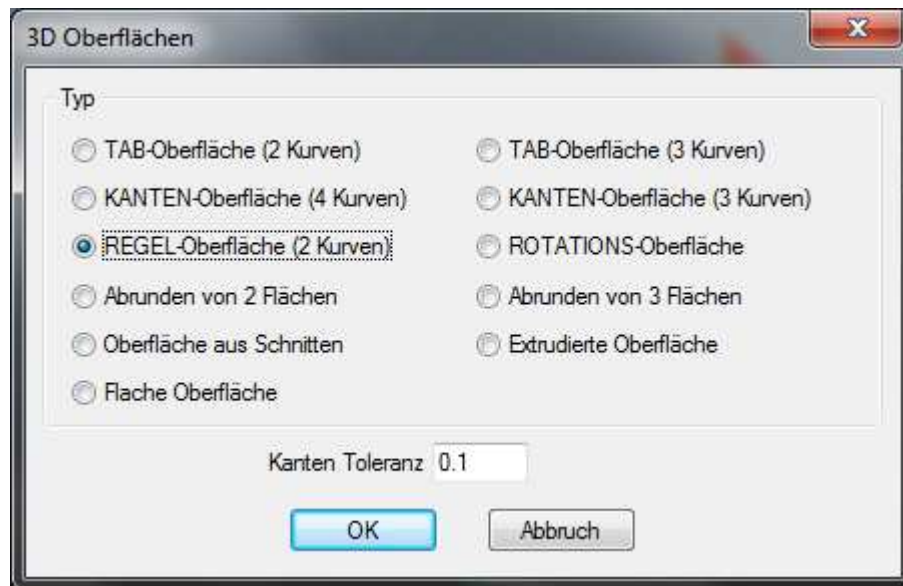 3D Oberflächen
Typ
TAB-Oberfläche (2 Kurven)
TAB-Oberfläche (3 Kurven)
KANTEN-Oberfläche (4 Kurven)
KANTEN-Oberfläche (3 Kurven)
REGEL-Oberfläche (2 Kurven)
ROTATIONS-Oberfläche
Abrunden von 2 Flächen
Abrunden von 3 Flächen
Oberfläche aus Schnitten
Extrudierte Oberfläche
Flache Oberfläche
Kanten Toleranz 0.1
OK Abbruch